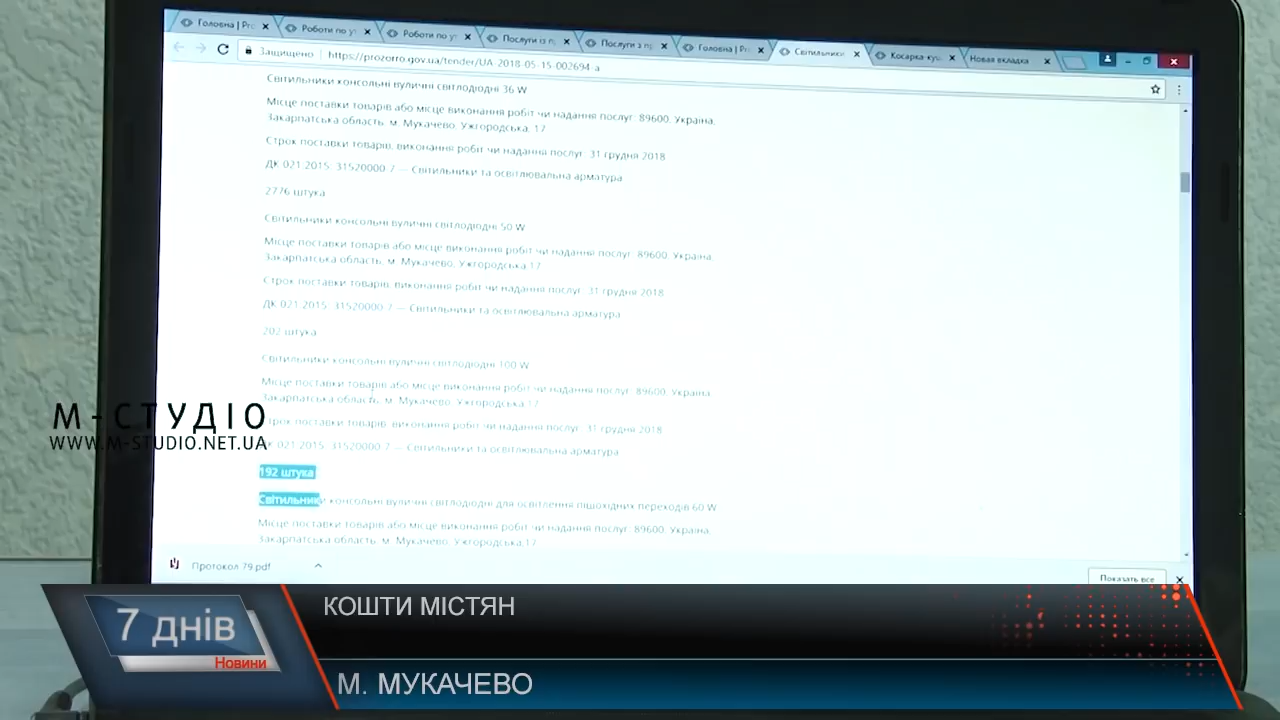 Головна | Pro
Роботи по у
Роботи по у
Послуги із п
Послуги з п
Головна | Pr
Світильники
Косарка кущ
Новая вкладка
Защищено | https://prozorro.gov.ua/tender/UA-2018-05-15-002694-a
Світильники консольні вуличні світлодіодні 36 W
Місце поставки товарів або місце виконання робіт чи надання послуг: 89600, Україна,
Закарпатська область, м. Мукачево, Ужгородська, 17
Строк поставки товарів, виконання робіт чи надання послуг: 31 грудня 2018
ДК 021:2015: 31520000-7 — Світильники та освітлювальна арматура
2776 штука
Світильники консольні вуличні світлодіодні 50 W
Місце поставки товарів або місце виконання робіт чи надання послуг: 89600, Україна,
Закарпатська область, м. Мукачево, Ужгородська,17
Строк поставки товарів, виконання робіт чи надання послуг: 31 грудня 2018
ДК 021:2015: 31520000-7 — Світильники та освітлювальна арматура
202 штука
Світильники консольні вуличні світлодіодні 100 W
Місце поставки товарів або місце виконання робіт чи надання послуг: 89600, Україна,
Закарпатська область, м. Мукачево, Ужгородська,17
Строк поставки товарів, виконання робіт чи надання послуг: 31 грудня 2018
ДК 021:2015: 31520000-7 — Світильники та освітлювальна арматура
192 штука
Світильники консольні вуличні світлодіодні для освітлення пішохідних переходів 60 W
Місце поставки товарів або місце виконання робіт чи надання послуг: 89600, Україна,
Закарпатська область, м. Мукачево, Ужгородська,17
Протокол 79.pdf
Показать все
М-СТУДІО
WWW.M-STUDIO.NET.UA
7 днів
Новини
КОШТИ МІСТЯН
М. МУКАЧЕВО